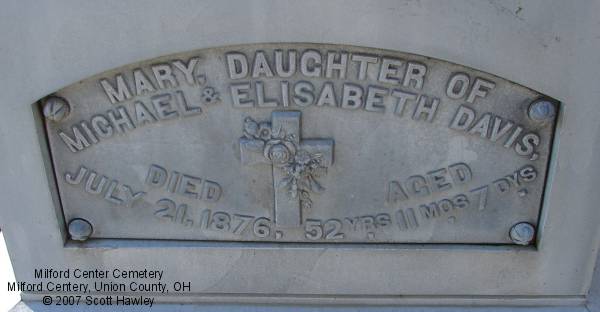 MARY, DAUGHTER OF
MICHAEL & ELISABETH DAVIS,
DIED
JULY 21, 1876,
AGED
52 YRS 11 MOS 7 DYS
Milford Center Cemetery
Milford Centery, Union County, OH
© 2007 Scott Hawley